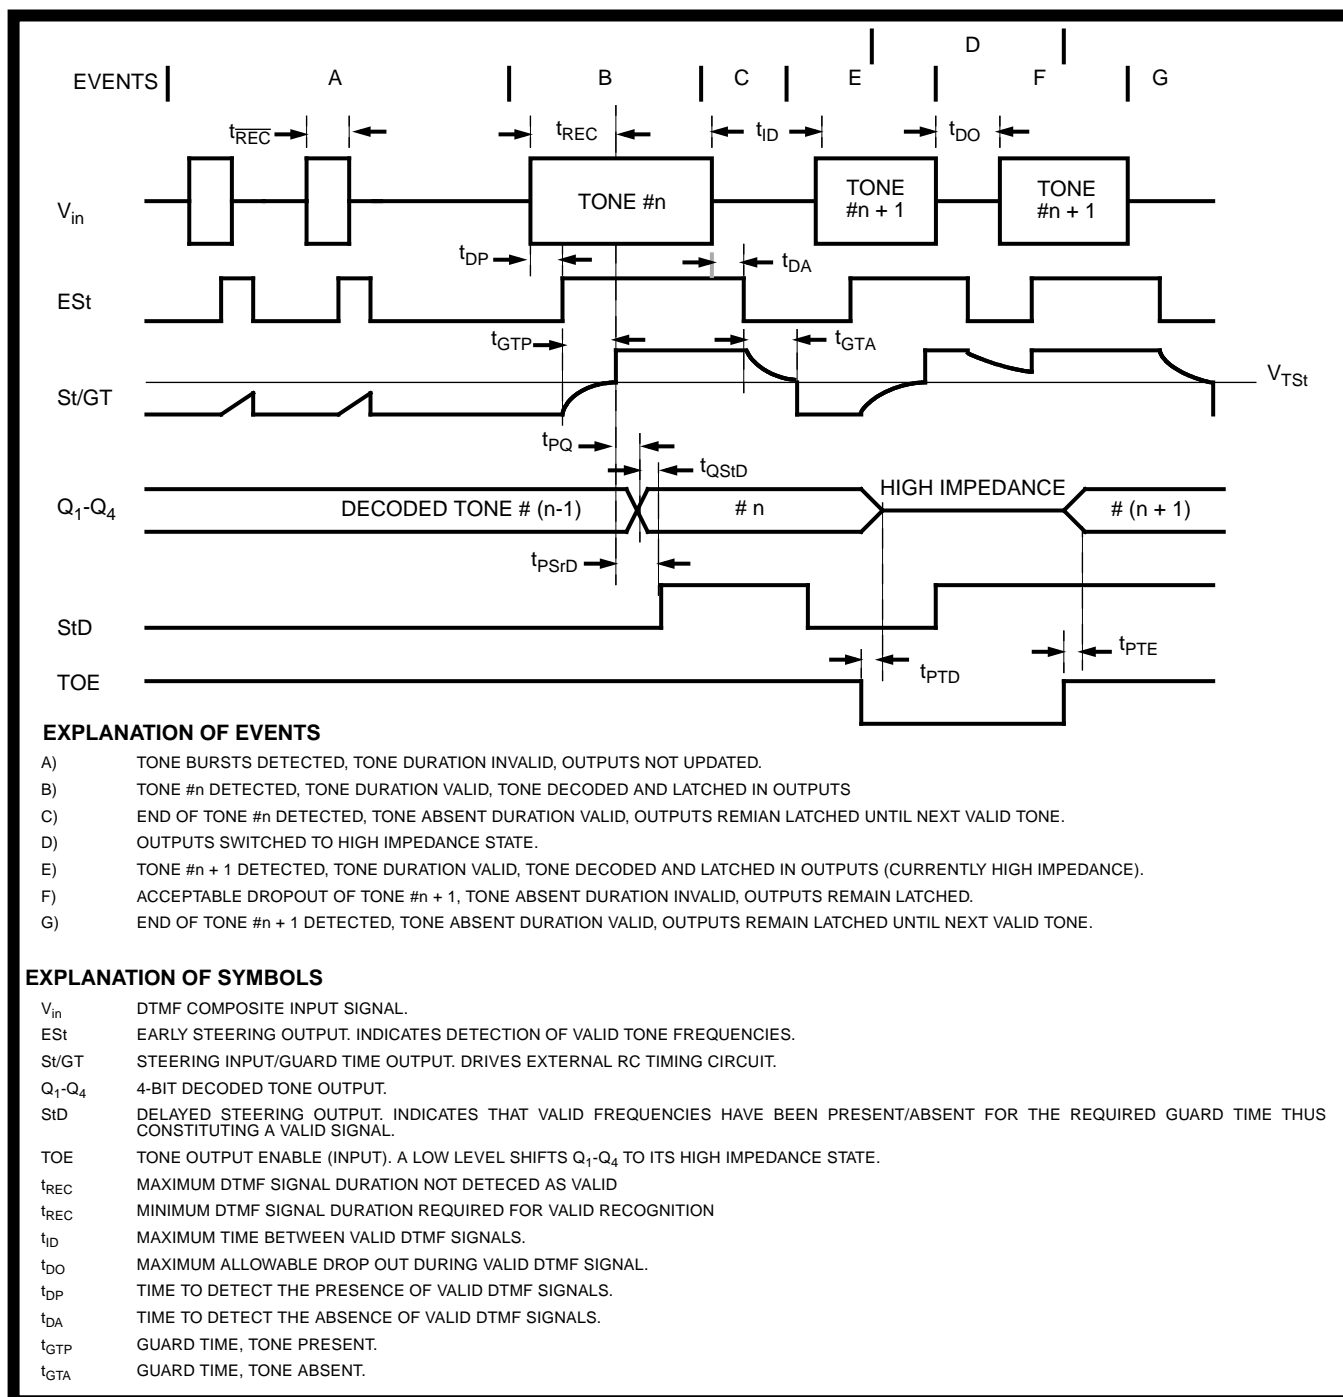 D
EVENTS A B C E F G
tREC tREC tID tDO
Vin TONE #n TONE #n + 1 TONE #n + 1
tDP tDA
ESt
tGTP tGTA
VTSt
St/GT
tPQ
tQStD
HIGH IMPEDANCE
Q1-Q4 DECODED TONE # (n-1) # n # (n + 1)
tPSrD
StD
tPTE
tPTD
TOE
EXPLANATION OF EVENTS
A) TONE BURSTS DETECTED, TONE DURATION INVALID, OUTPUTS NOT UPDATED.
B) TONE #n DETECTED, TONE DURATION VALID, TONE DECODED AND LATCHED IN OUTPUTS
C) END OF TONE #n DETECTED, TONE ABSENT DURATION VALID, OUTPUTS REMIAN LATCHED UNTIL NEXT VALID TONE.
D) OUTPUTS SWITCHED TO HIGH IMPEDANCE STATE.
E) TONE #n + 1 DETECTED, TONE DURATION VALID, TONE DECODED AND LATCHED IN OUTPUTS (CURRENTLY HIGH IMPEDANCE).
F) ACCEPTABLE DROPOUT OF TONE #n + 1, TONE ABSENT DURATION INVALID, OUTPUTS REMAIN LATCHED.
G) END OF TONE #n + 1 DETECTED, TONE ABSENT DURATION VALID, OUTPUTS REMAIN LATCHED UNTIL NEXT VALID TONE.
EXPLANATION OF SYMBOLS
Vin DTMF COMPOSITE INPUT SIGNAL.
ESt EARLY STEERING OUTPUT. INDICATES DETECTION OF VALID TONE FREQUENCIES.
St/GT STEERING INPUT/GUARD TIME OUTPUT. DRIVES EXTERNAL RC TIMING CIRCUIT.
Q1-Q4 4-BIT DECODED TONE OUTPUT.
StD DELAYED STEERING OUTPUT. INDICATES THAT VALID FREQUENCIES HAVE BEEN PRESENT/ABSENT FOR THE REQUIRED GUARD TIME THUS
CONSTITUTING A VALID SIGNAL.
TOE TONE OUTPUT ENABLE (INPUT). A LOW LEVEL SHIFTS Q1-Q4 TO ITS HIGH IMPEDANCE STATE.
tREC MAXIMUM DTMF SIGNAL DURATION NOT DETECED AS VALID
tREC MINIMUM DTMF SIGNAL DURATION REQUIRED FOR VALID RECOGNITION
tID MAXIMUM TIME BETWEEN VALID DTMF SIGNALS.
tDO MAXIMUM ALLOWABLE DROP OUT DURING VALID DTMF SIGNAL.
tDP TIME TO DETECT THE PRESENCE OF VALID DTMF SIGNALS.
tDA TIME TO DETECT THE ABSENCE OF VALID DTMF SIGNALS.
tGTP GUARD TIME, TONE PRESENT.
tGTA GUARD TIME, TONE ABSENT.